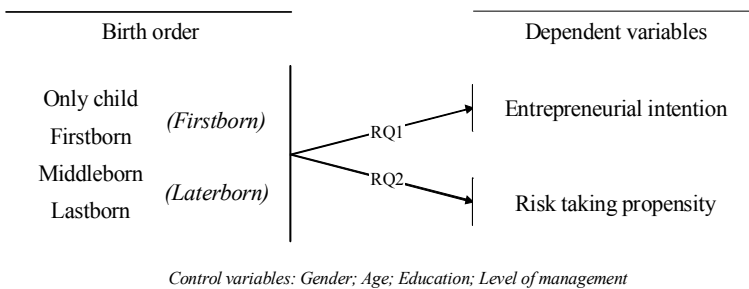 Birth order
Dependent variables
Only child
(Firstborn)
Firstborn
Middleborn
(Laterborn)
Lastborn
RQ1
RQ2
Entrepreneurial intention
Risk taking propensity
Control variables: Gender; Age; Education; Level of management